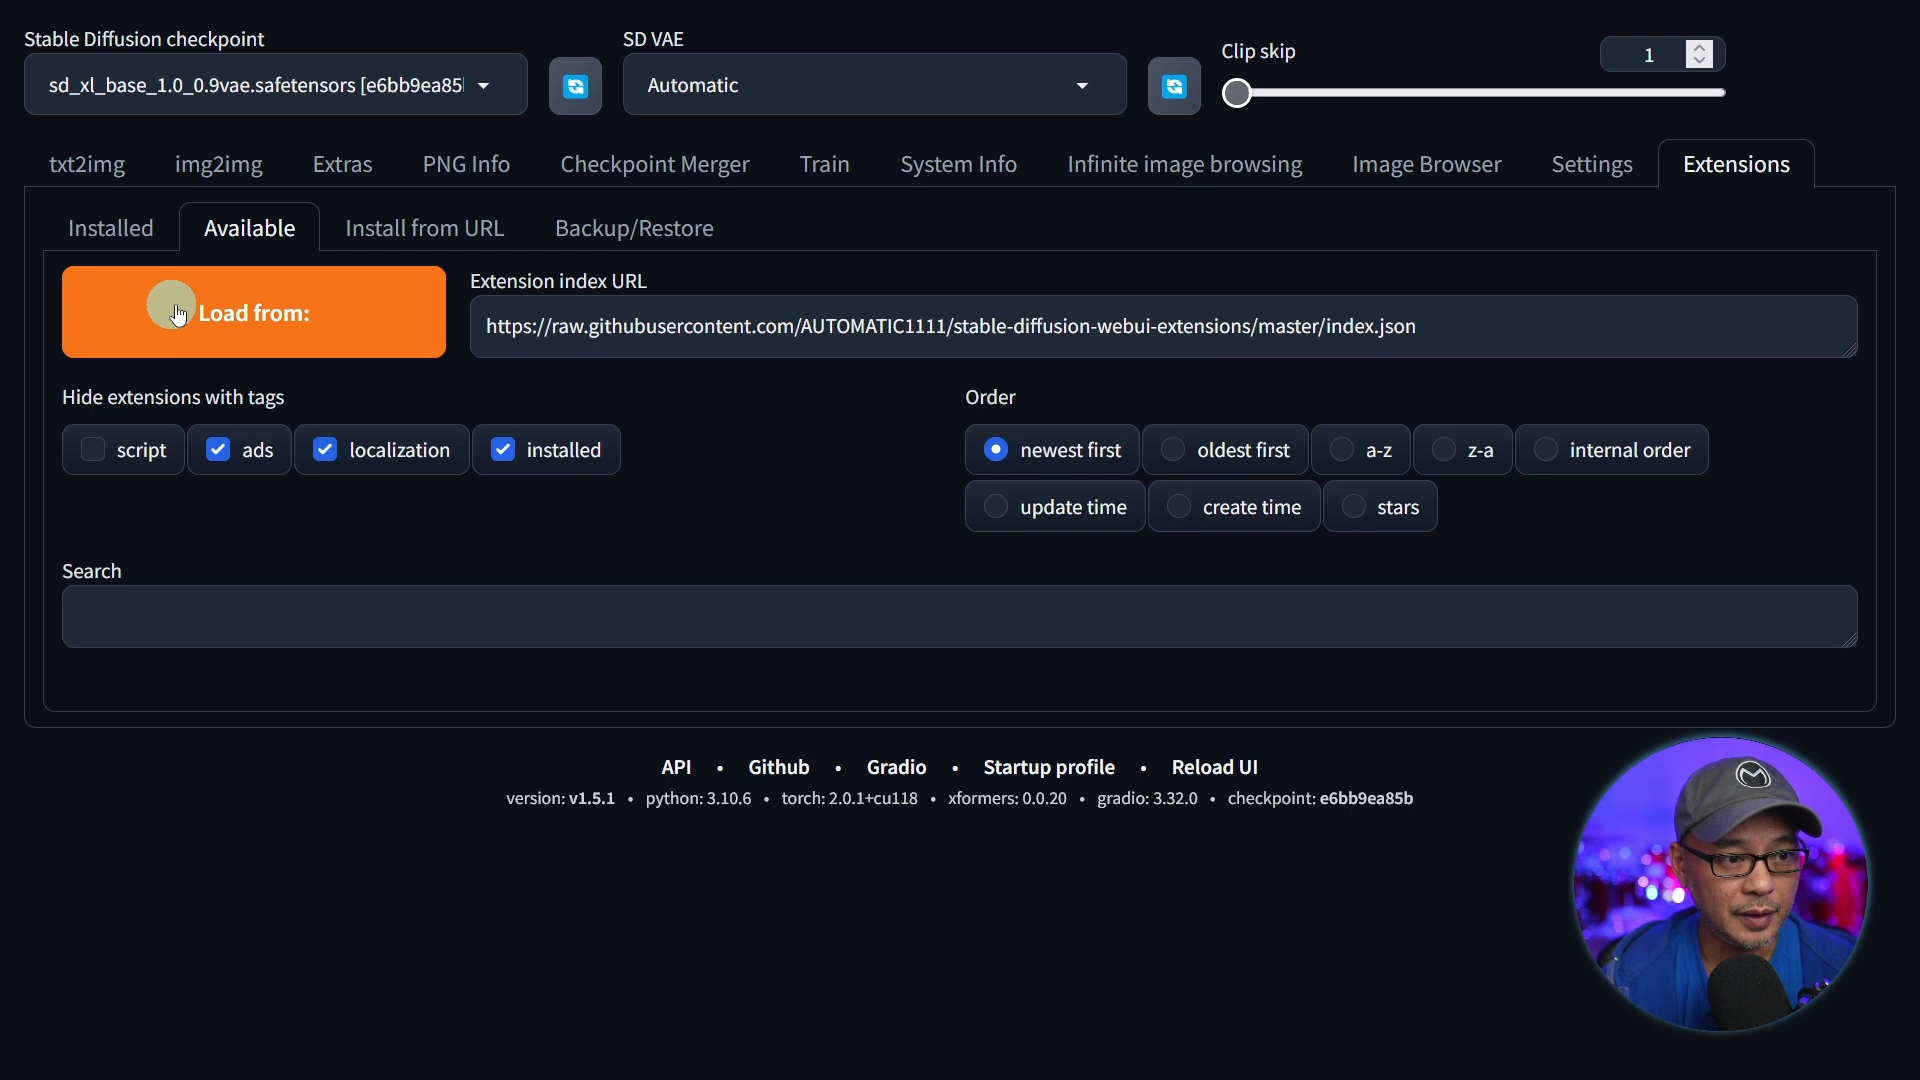 Stable Diffusion checkpoint
SD VAE
Clip skip
1
sd_xl_base_1.0_0.9vae.safetensors [e6bb9ea85
Automatic
txt2img img2img Extras PNG Info Checkpoint Merger Train System Info Infinite image browsing Image Browser Settings Extensions
Installed Available Install from URL Backup/Restore
Load from:
Extension index URL
https://raw.githubusercontent.com/AUTOMATIC1111/stable-diffusion-webui-extensions/master/index.json
Hide extensions with tags
script ads localization installed
Order
newest first oldest first a-z z-a internal order
update time create time stars
Search
API • Github • Gradio • Startup profile • Reload UI
version: v1.5.1 • python: 3.10.6 • torch: 2.0.1+cu118 • xformers: 0.0.20 • gradio: 3.32.0 • checkpoint: e6bb9ea85b